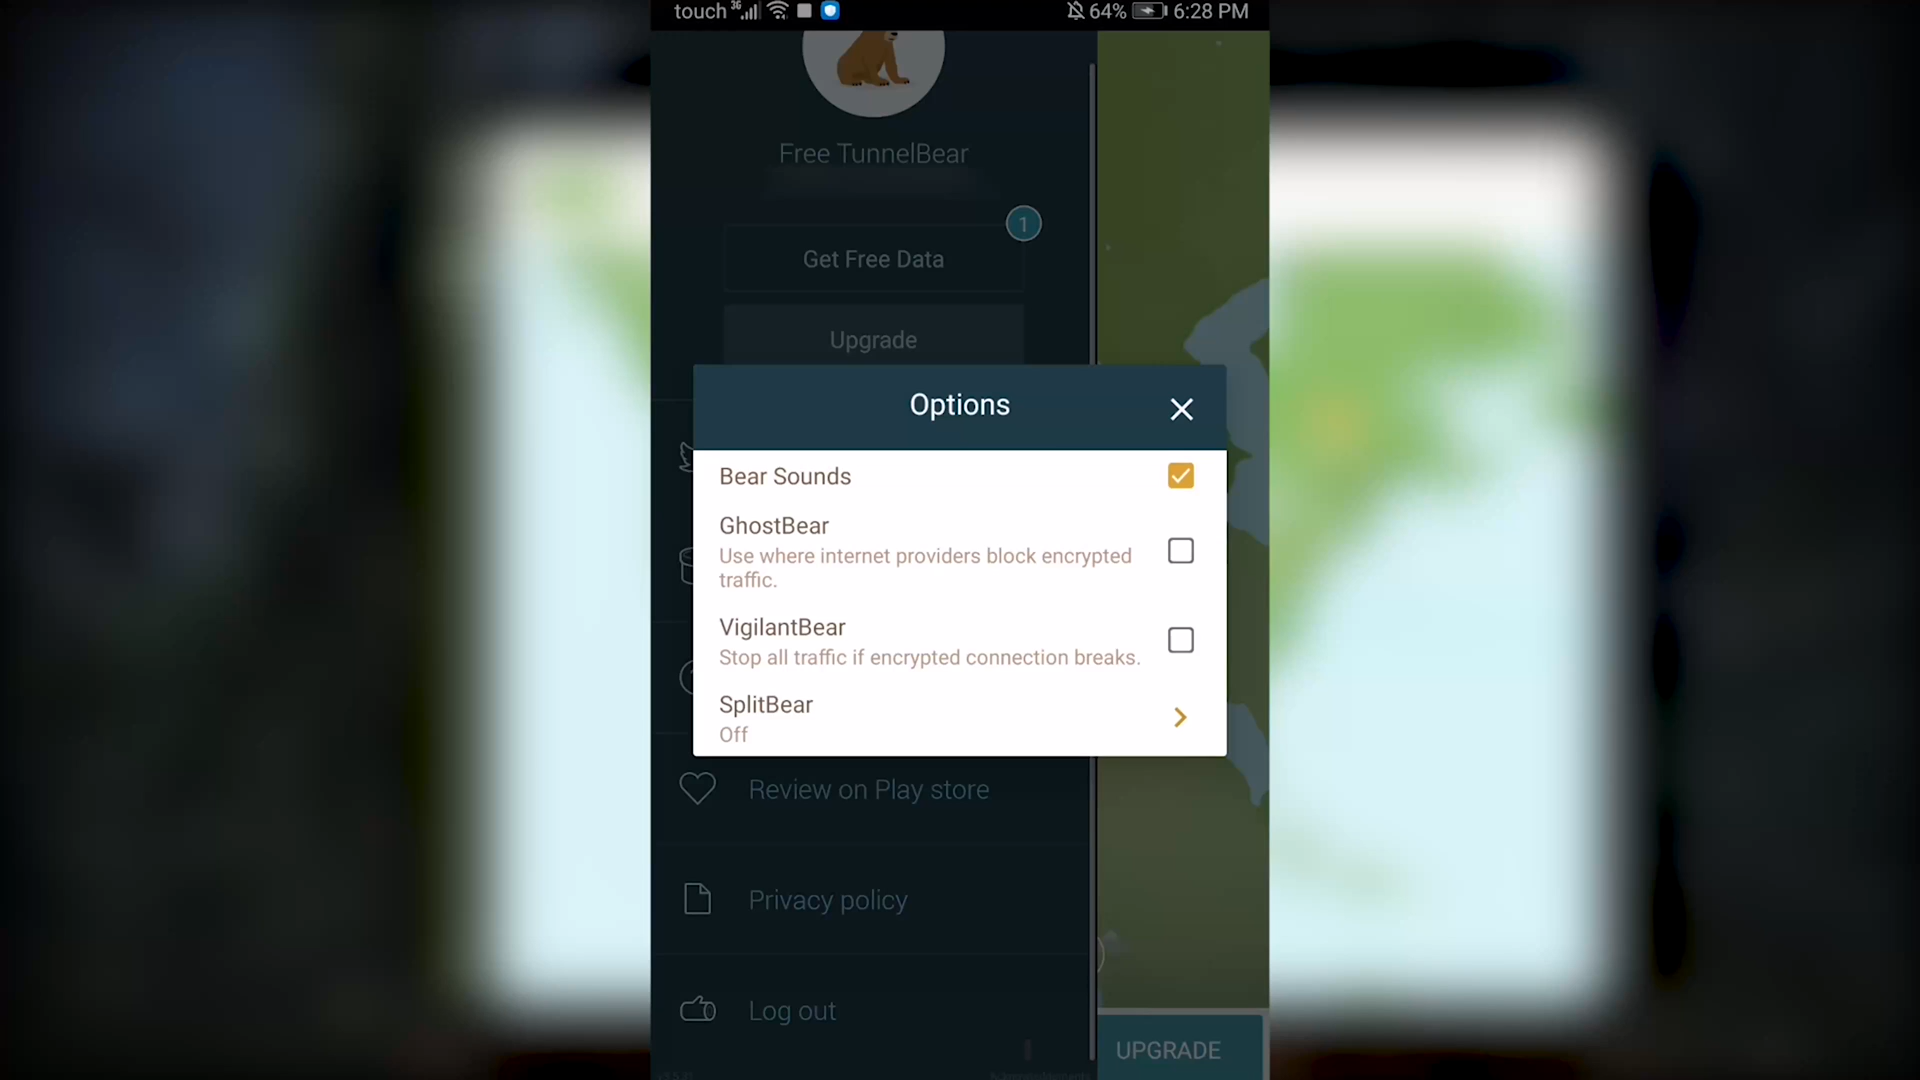 touch 3G 64% 6:28 PM
Free TunnelBear
1
Get Free Data
Upgrade
Options
Bear Sounds
GhostBear
Use where internet providers block encrypted
traffic.
VigilantBear
Stop all traffic if encrypted connection breaks.
SplitBear
Off
Review on Play store
Privacy policy
Log out
UPGRADE